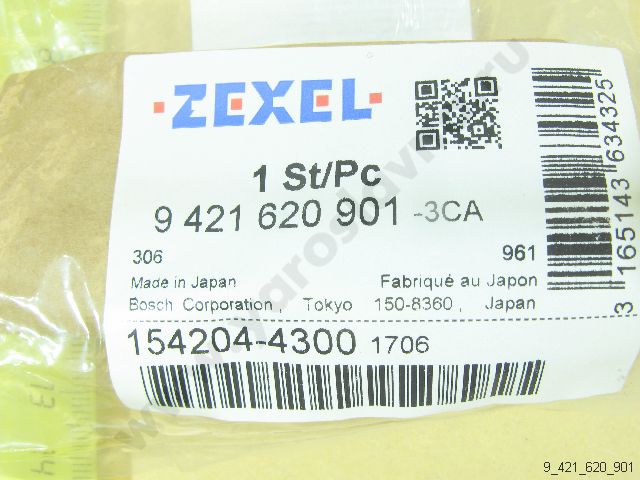 ZEXEL
1 St/Pc
9 421 620 901 -3CA
306 961
Made in Japan Fabriqué au Japon
Bosch Corporation, Tokyo 150-8360, Japan
154204-4300 1706
3 165143 634325
13
9_421_620_901